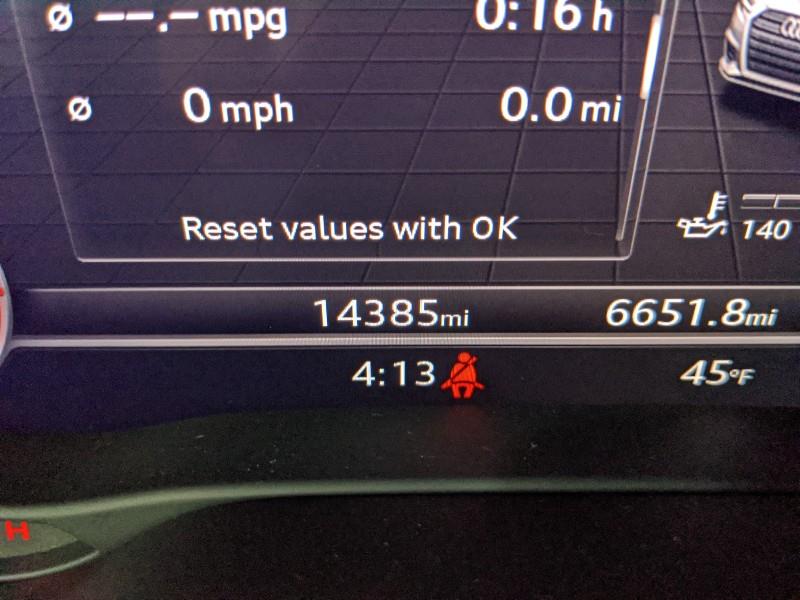 Ø --.- mpg 0:16 h
Ø 0 mph 0.0 mi
Reset values with OK
140
14385mi 6651.8mi
4:13 45°F
H